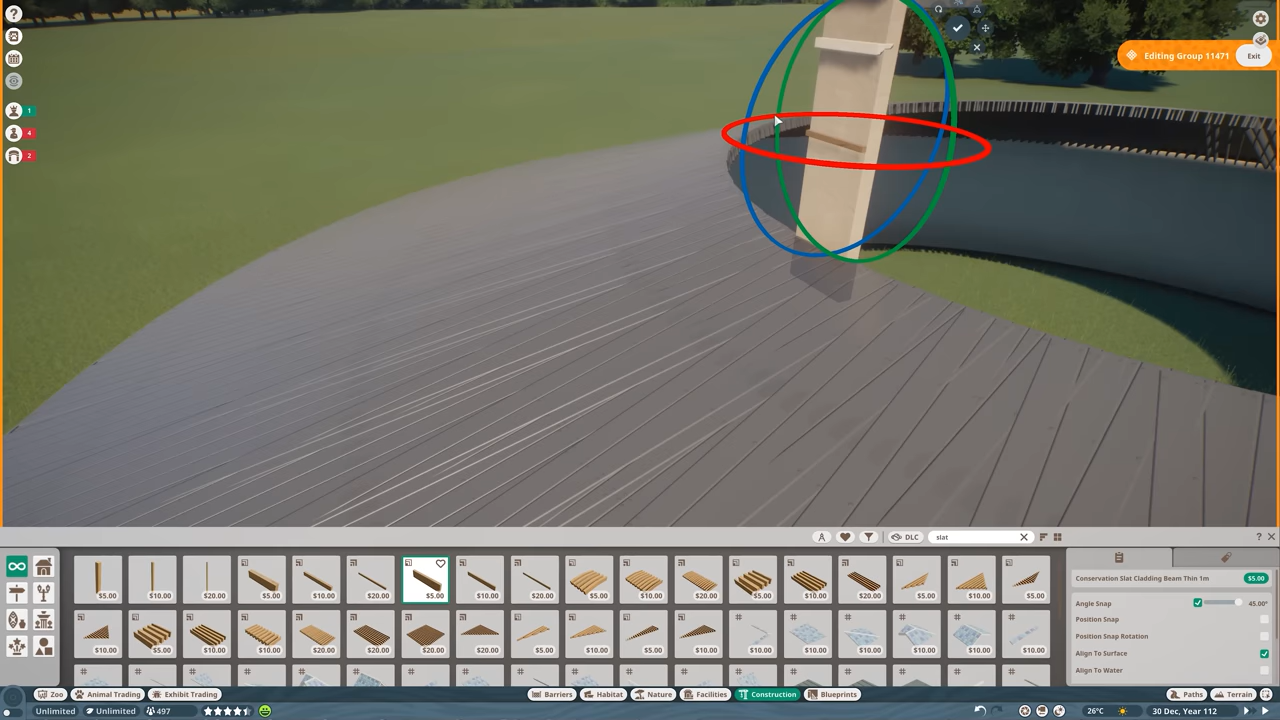 Editing Group 11471
Exit
?
1
4
2
DLC
slat
?
$5.00 $10.00 $20.00 $5.00 $10.00 $20.00 $5.00 $10.00 $20.00 $5.00 $10.00 $20.00 $5.00 $10.00 $20.00 $5.00 $10.00 $5.00
$10.00 $5.00 $10.00 $10.00 $20.00 $20.00 $20.00 $20.00 $5.00 $10.00 $5.00 $10.00 $10.00 $20.00 $10.00 $10.00 $10.00 $10.00
Conservation Slat Cladding Beam Thin 1m $5.00
Angle Snap 45.00°
Position Snap
Position Snap Rotation
Align To Surface
Align To Water
Zoo Animal Trading Exhibit Trading Barriers Habitat Nature Facilities Construction Blueprints Paths Terrain
Unlimited Unlimited 497 26°C 30 Dec, Year 112